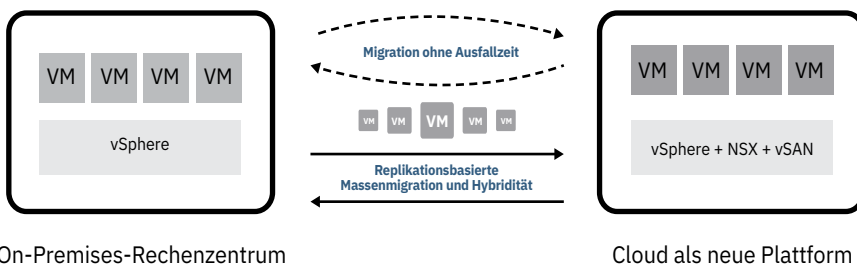 VM VM VM VM
vSphere
Migration ohne Ausfallzeit
VM VM VM VM VM
Replikationsbasierte
Massenmigration und Hybridität
VM VM VM VM
vSphere + NSX + vSAN
On-Premises-Rechenzentrum
Cloud als neue Plattform